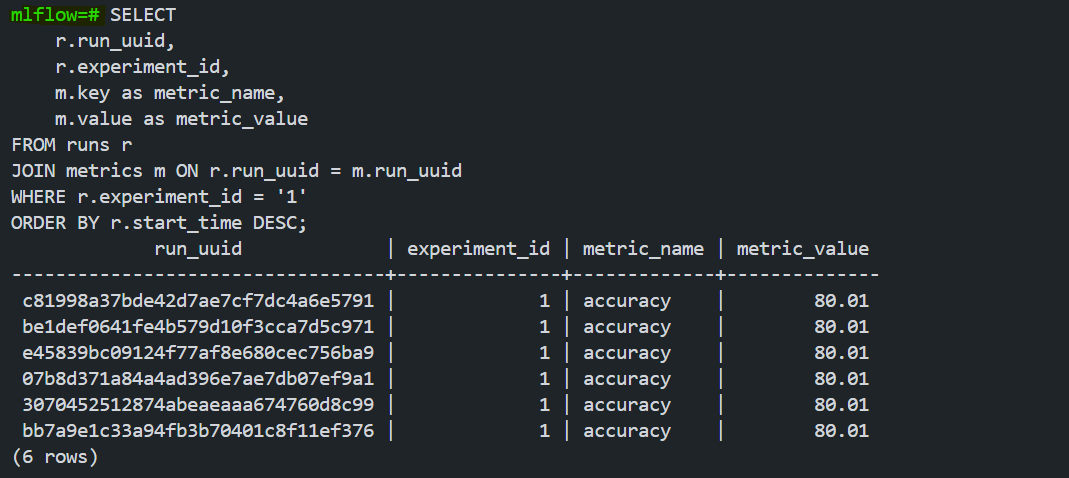 mlflow=# SELECT
    r.run_uuid,
    r.experiment_id,
    m.key as metric_name,
    m.value as metric_value
FROM runs r
JOIN metrics m ON r.run_uuid = m.run_uuid
WHERE r.experiment_id = '1'
ORDER BY r.start_time DESC;
             run_uuid             | experiment_id | metric_name | metric_value
----------------------------------+---------------+-------------+--------------
 c81998a37bde42d7ae7cf7dc4a6e5791 |             1 | accuracy    |        80.01
 be1def0641fe4b579d10f3cca7d5c971 |             1 | accuracy    |        80.01
 e45839bc09124f77af8e680cec756ba9 |             1 | accuracy    |        80.01
 07b8d371a84a4ad396e7ae7db07ef9a1 |             1 | accuracy    |        80.01
 3070452512874abeaeaaa674760d8c99 |             1 | accuracy    |        80.01
 bb7a9e1c33a94fb3b70401c8f11ef376 |             1 | accuracy    |        80.01
(6 rows)